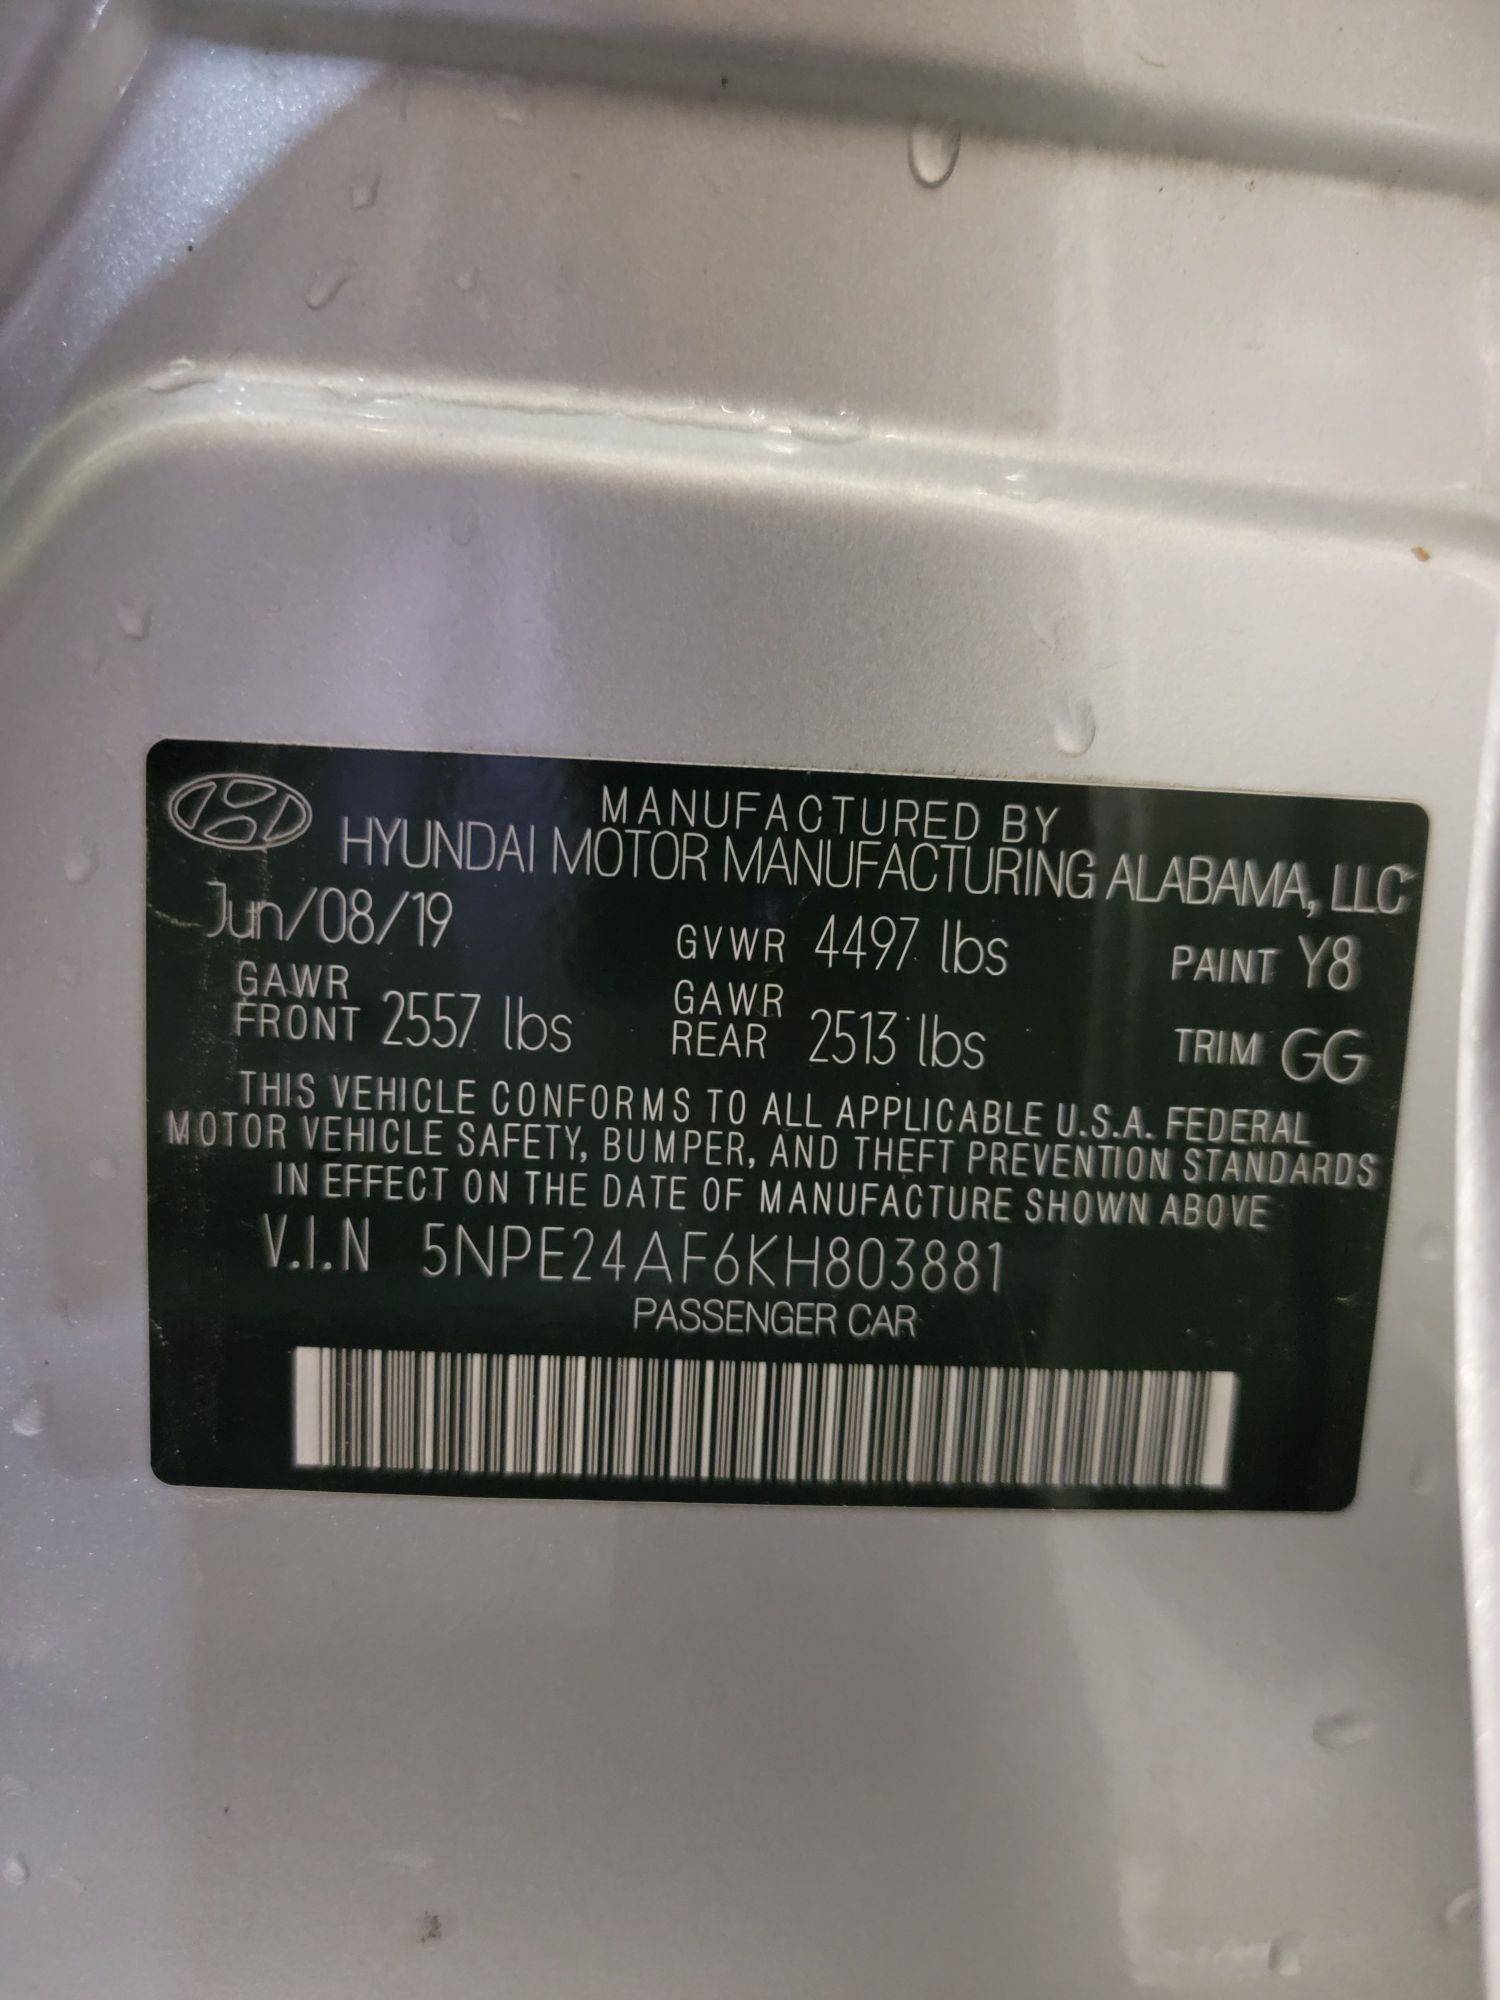 MANUFACTURED BY
HYUNDAI MOTOR MANUFACTURING ALABAMA, LLC
Jun/08/19 GVWR 4497 lbs PAINT Y8
GAWR FRONT 2557 lbs GAWR REAR 2513 lbs TRIM GG
THIS VEHICLE CONFORMS TO ALL APPLICABLE U.S.A. FEDERAL
MOTOR VEHICLE SAFETY, BUMPER, AND THEFT PREVENTION STANDARDS
IN EFFECT ON THE DATE OF MANUFACTURE SHOWN ABOVE
V.I.N 5NPE24AF6KH803881
PASSENGER CAR